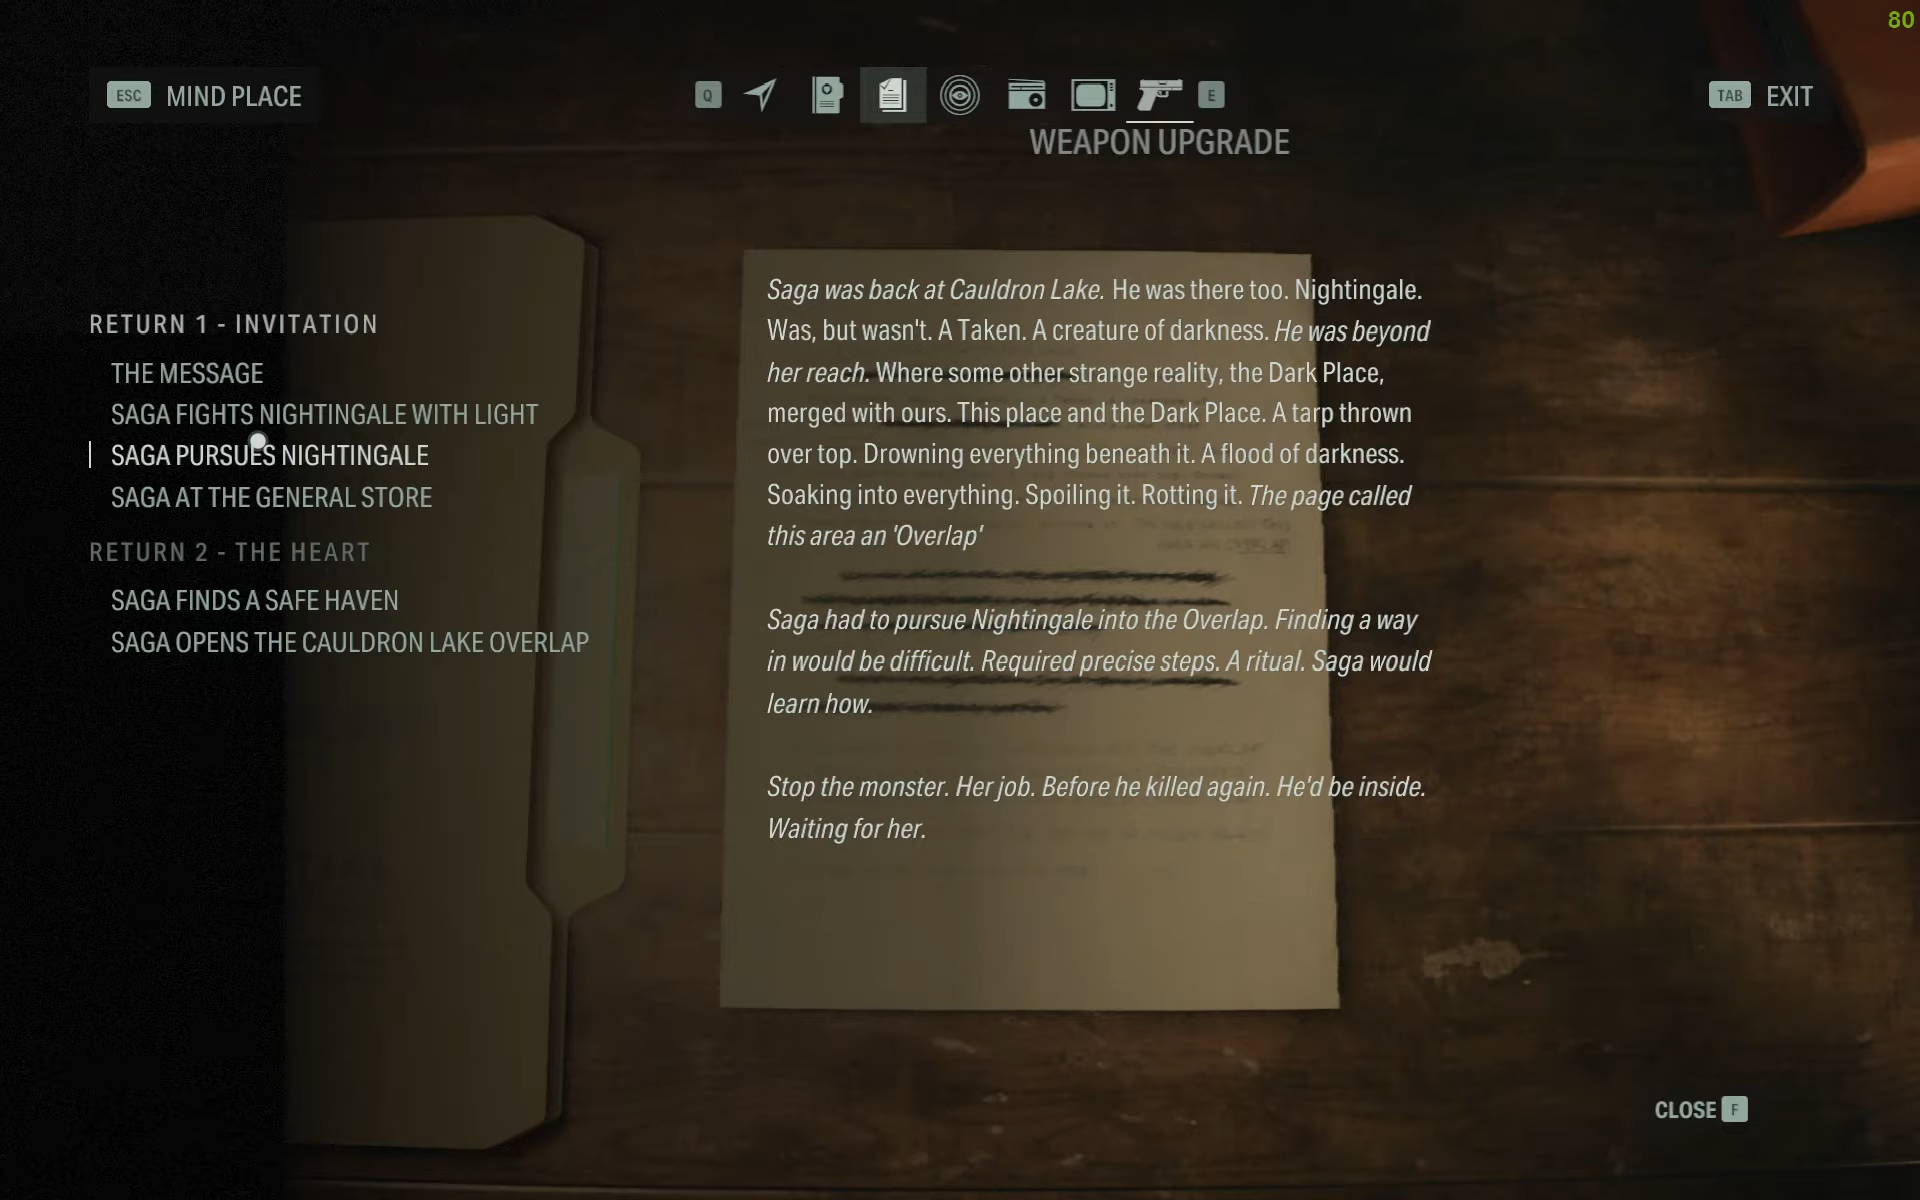 80
ESC MIND PLACE
Q
E
TAB EXIT
WEAPON UPGRADE
RETURN 1 - INVITATION
THE MESSAGE
SAGA FIGHTS NIGHTINGALE WITH LIGHT
SAGA PURSUES NIGHTINGALE
SAGA AT THE GENERAL STORE
RETURN 2 - THE HEART
SAGA FINDS A SAFE HAVEN
SAGA OPENS THE CAULDRON LAKE OVERLAP
Saga was back at Cauldron Lake. He was there too. Nightingale.
Was, but wasn't. A Taken. A creature of darkness. He was beyond
her reach. Where some other strange reality, the Dark Place,
merged with ours. This place and the Dark Place. A tarp thrown
over top. Drowning everything beneath it. A flood of darkness.
Soaking into everything. Spoiling it. Rotting it. The page called
this area an 'Overlap'
Saga had to pursue Nightingale into the Overlap. Finding a way
in would be difficult. Required precise steps. A ritual. Saga would
learn how.
Stop the monster. Her job. Before he killed again. He'd be inside.
Waiting for her.
CLOSE F